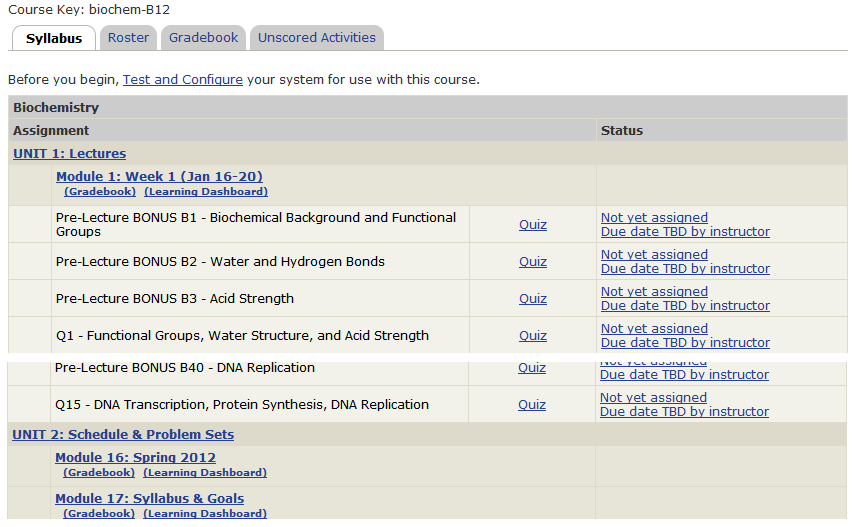 Course Key: biochem-B12
Syllabus Roster Gradebook Unscored Activities
Before you begin, Test and Configure your system for use with this course.
Biochemistry
Assignment Status
UNIT 1: Lectures
Module 1: Week 1 (Jan 16-20)
(Gradebook) (Learning Dashboard)
Pre-Lecture BONUS B1 - Biochemical Background and Functional
Groups
Quiz
Not yet assigned
Due date TBD by instructor
Pre-Lecture BONUS B2 - Water and Hydrogen Bonds
Quiz
Not yet assigned
Due date TBD by instructor
Pre-Lecture BONUS B3 - Acid Strength
Quiz
Not yet assigned
Due date TBD by instructor
Q1 - Functional Groups, Water Structure, and Acid Strength
Quiz
Not yet assigned
Due date TBD by instructor
Pre-Lecture BONUS B40 - DNA Replication
Quiz
Not yet assigned
Due date TBD by instructor
Q15 - DNA Transcription, Protein Synthesis, DNA Replication
Quiz
Not yet assigned
Due date TBD by instructor
UNIT 2: Schedule & Problem Sets
Module 16: Spring 2012
(Gradebook) (Learning Dashboard)
Module 17: Syllabus & Goals
(Gradebook) (Learning Dashboard)